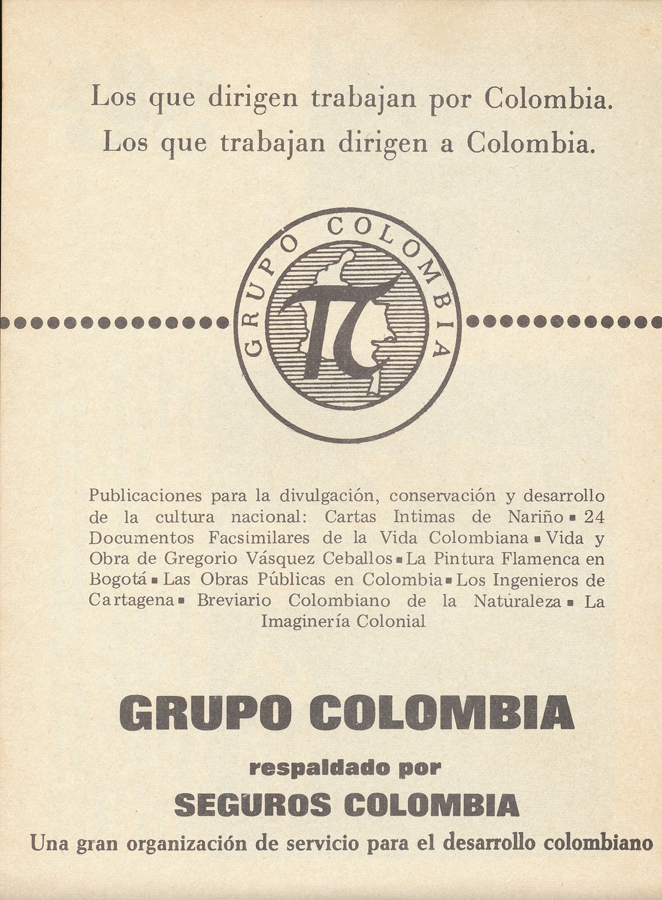 Los que dirigen trabajan por Colombia.
Los que trabajan dirigen a Colombia.
GRUPO COLOMBIA
Publicaciones para la divulgación, conservación y desarrollo
de la cultura nacional: Cartas Intimas de Nariño ▪ 24
Documentos Facsimilares de la Vida Colombiana ▪ Vida y
Obra de Gregorio Vásquez Ceballos ▪ La Pintura Flamenca en
Bogotá ▪ Las Obras Públicas en Colombia ▪ Los Ingenieros de
Cartagena ▪ Breviario Colombiano de la Naturaleza ▪ La
Imaginería Colonial
GRUPO COLOMBIA
respaldado por
SEGUROS COLOMBIA
Una gran organización de servicio para el desarrollo colombiano